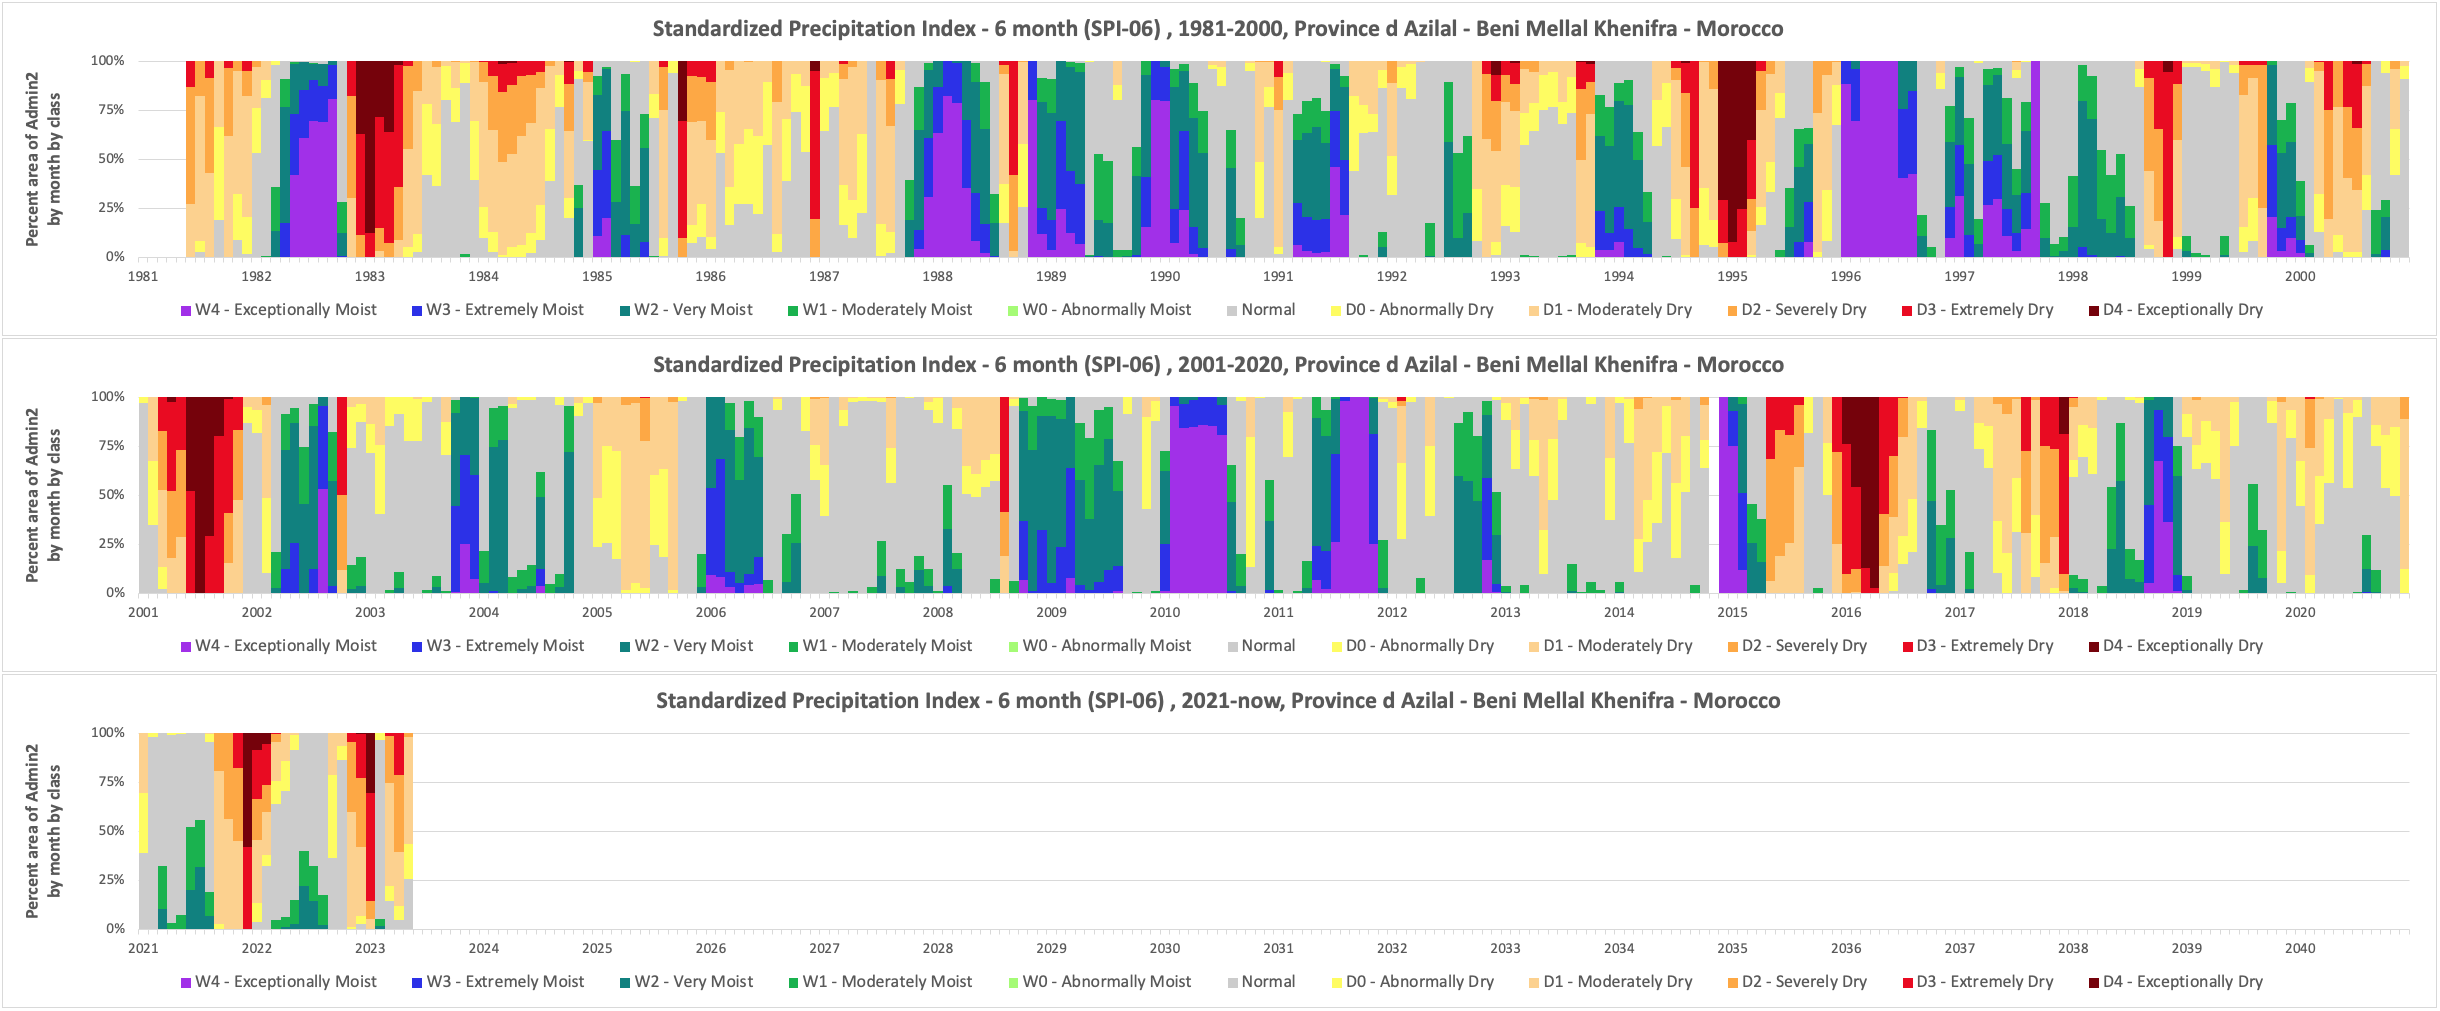 Standardized Precipitation Index - 6 month (SPI-06) , 1981-2000, Province d Azilal - Beni Mellal Khenifra - Morocco
Percent area of Admin2
by month by class
100%
75%
50%
25%
0%
1981 1982 1983 1984 1985 1986 1987 1988 1989 1990 1991 1992 1993 1994 1995 1996 1997 1998 1999 2000
W4 - Exceptionally Moist W3 - Extremely Moist W2 - Very Moist W1 - Moderately Moist W0 - Abnormally Moist Normal D0 - Abnormally Dry D1 - Moderately Dry D2 - Severely Dry D3 - Extremely Dry D4 - Exceptionally Dry
Standardized Precipitation Index - 6 month (SPI-06) , 2001-2020, Province d Azilal - Beni Mellal Khenifra - Morocco
Percent area of Admin2
by month by class
100%
75%
50%
25%
0%
2001 2002 2003 2004 2005 2006 2007 2008 2009 2010 2011 2012 2013 2014 2015 2016 2017 2018 2019 2020
W4 - Exceptionally Moist W3 - Extremely Moist W2 - Very Moist W1 - Moderately Moist W0 - Abnormally Moist Normal D0 - Abnormally Dry D1 - Moderately Dry D2 - Severely Dry D3 - Extremely Dry D4 - Exceptionally Dry
Standardized Precipitation Index - 6 month (SPI-06) , 2021-now, Province d Azilal - Beni Mellal Khenifra - Morocco
Percent area of Admin2
by month by class
100%
75%
50%
25%
0%
2021 2022 2023 2024 2025 2026 2027 2028 2029 2030 2031 2032 2033 2034 2035 2036 2037 2038 2039 2040
W4 - Exceptionally Moist W3 - Extremely Moist W2 - Very Moist W1 - Moderately Moist W0 - Abnormally Moist Normal D0 - Abnormally Dry D1 - Moderately Dry D2 - Severely Dry D3 - Extremely Dry D4 - Exceptionally Dry